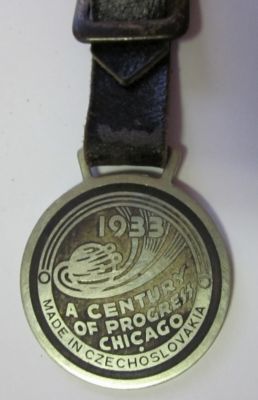 1933
A CENTURY
OF PROGRESS
CHICAGO
MADE IN CZECHOSLOVAKIA